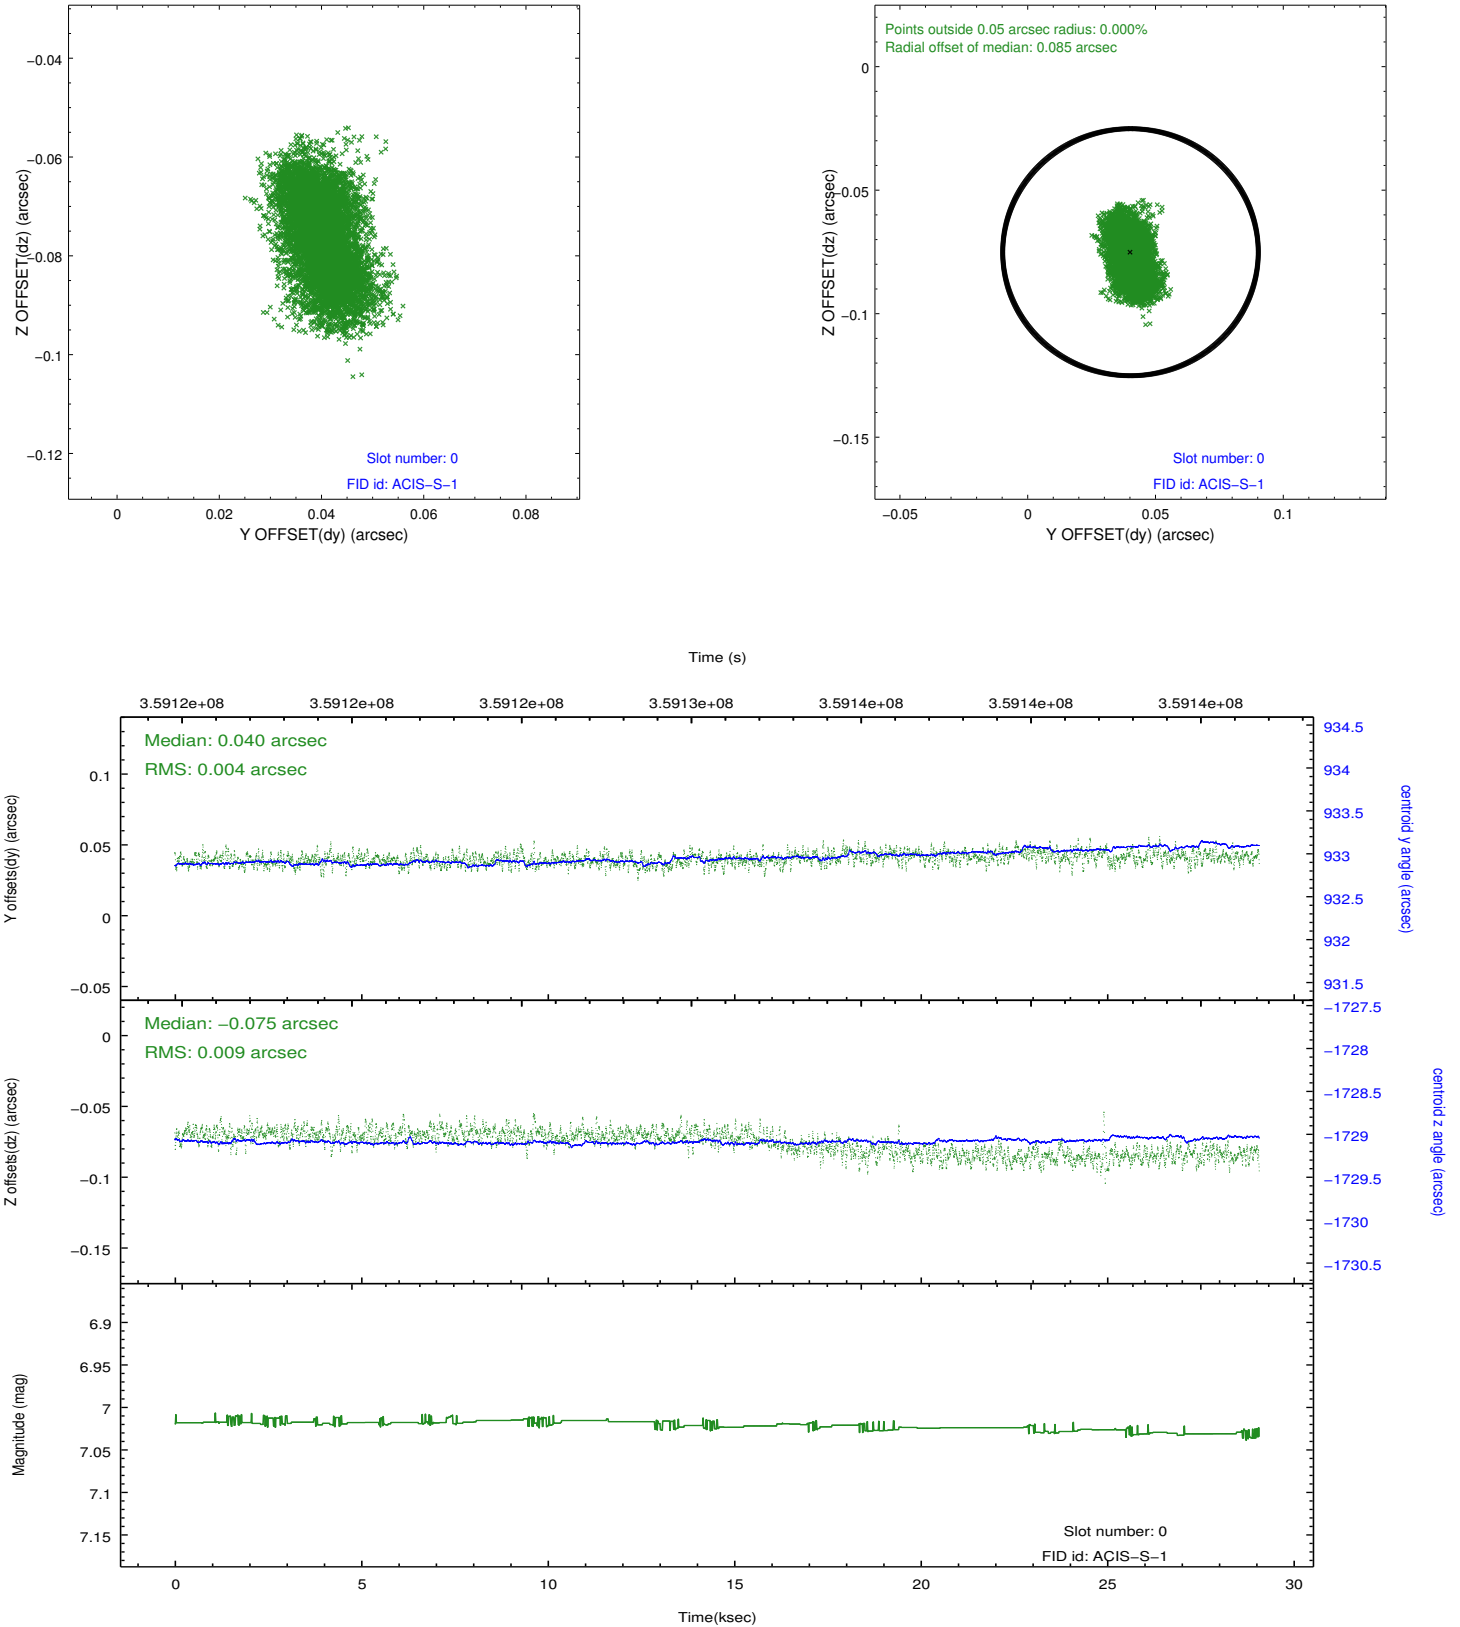 −0.04
−0.06
−0.08
−0.1
−0.12
Z OFFSET(dz) (arcsec)
Slot number: 0
FID id: ACIS−S−1
0 0.02 0.04 0.06 0.08
Y OFFSET(dy) (arcsec)
Points outside 0.05 arcsec radius: 0.000%
Radial offset of median: 0.085 arcsec
0
−0.05
−0.1
−0.15
Z OFFSET(dz) (arcsec)
Slot number: 0
FID id: ACIS−S−1
−0.05 0 0.05 0.1
Y OFFSET(dy) (arcsec)
Time (s)
3.5912e+08 3.5912e+08 3.5912e+08 3.5913e+08 3.5914e+08 3.5914e+08 3.5914e+08
Median: 0.040 arcsec
RMS: 0.004 arcsec
0.1
0.05
0
−0.05
Y offsets(dy) (arcsec)
934.5
934
933.5
933
932.5
932
931.5
centroid y angle (arcsec)
Median: −0.075 arcsec
RMS: 0.009 arcsec
0
−0.05
−0.1
−0.15
Z offsets(dz) (arcsec)
−1727.5
−1728
−1728.5
−1729
−1729.5
−1730
−1730.5
centroid z angle (arcsec)
6.9
6.95
7
7.05
7.1
7.15
Magnitude (mag)
Slot number: 0
FID id: ACIS−S−1
0 5 10 15 20 25 30
Time(ksec)